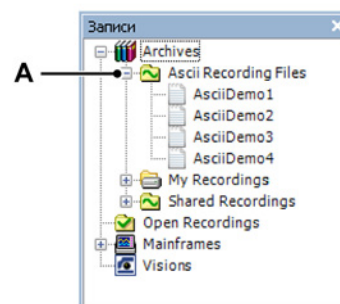 Записи
Archives
A
Ascii Recording Files
AsciiDemo1
AsciiDemo2
AsciiDemo3
AsciiDemo4
My Recordings
Shared Recordings
Open Recordings
Mainframes
Visions